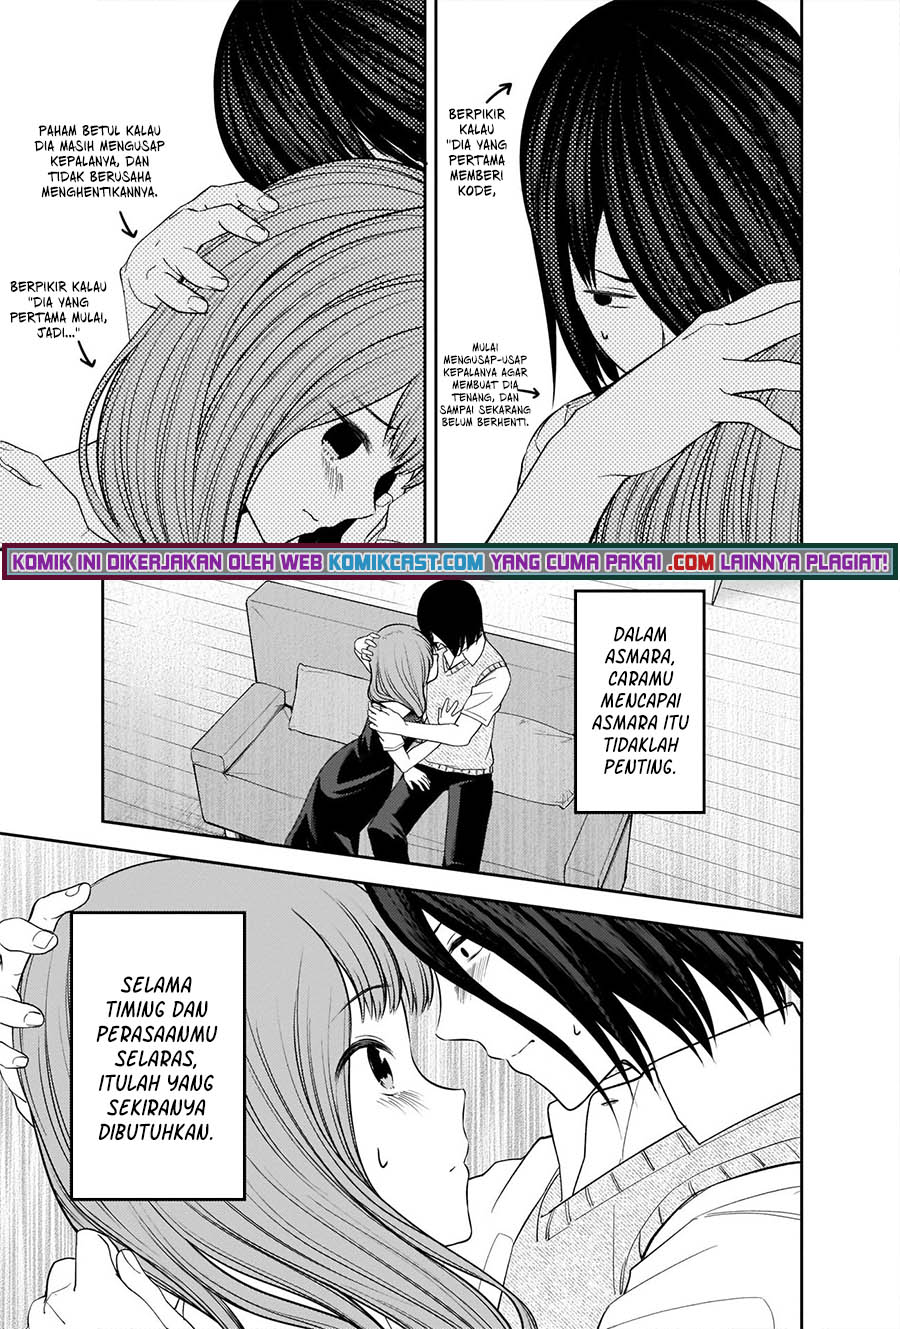 BERPIKIR
KALAU
"DIA YANG
PERTAMA
MEMBERI
KODE,
MULAI
MENGUSAP-USAP
KEPALANYA AGAR
MEMBUAT DIA
TENANG, DAN
SAMPAI SEKARANG
BELUM BERHENTI.
PAHAM BETUL KALAU
DIA MASIH MENGUSAP
KEPALANYA, DAN
TIDAK BERUSAHA
MENGHENTIKANNYA.
BERPIKIR KALAU
"DIA YANG
PERTAMA MULAI,
JADI..."
KOMIK INI DIKERJAKAN OLEH WEB KOMIKCAST.COM YANG CUMA PAKAI .COM LAINNYA PLAGIAT!
DALAM
ASMARA,
CARAMU
MENCAPAI
ASMARA ITU
TIDAKLAH
PENTING.
SELAMA
TIMING DAN
PERASAANMU
SELARAS,
ITULAH YANG
SEKIRANYA
DIBUTUHKAN.